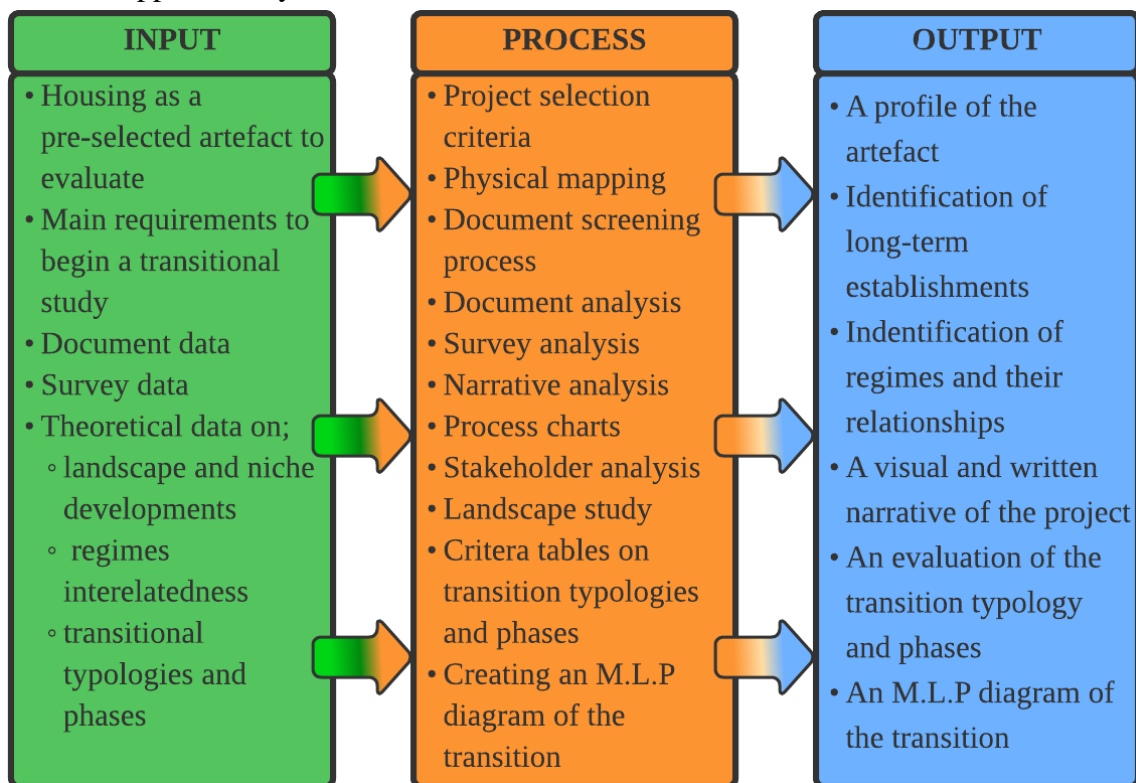 INPUT
• Housing as a
pre-selected artefact to
evaluate
• Main requirements to
begin a transitional
study
• Document data
• Survey data
• Theoretical data on;
◦ landscape and niche
developments
◦ regimes
interelatedness
◦ transitional
typologies and
phases
PROCESS
• Project selection
criteria
• Physical mapping
• Document screening
process
• Document analysis
• Survey analysis
• Narrative analysis
• Process charts
• Stakeholder analysis
• Landscape study
• Critera tables on
transition typologies
and phases
• Creating an M.L.P
diagram of the
transition
OUTPUT
• A profile of the
artefact
• Identification of
long-term
establishments
• Indentification of
regimes and their
relationships
• A visual and written
narrative of the project
• An evaluation of the
transition typology
and phases
• An M.L.P diagram of
the transition